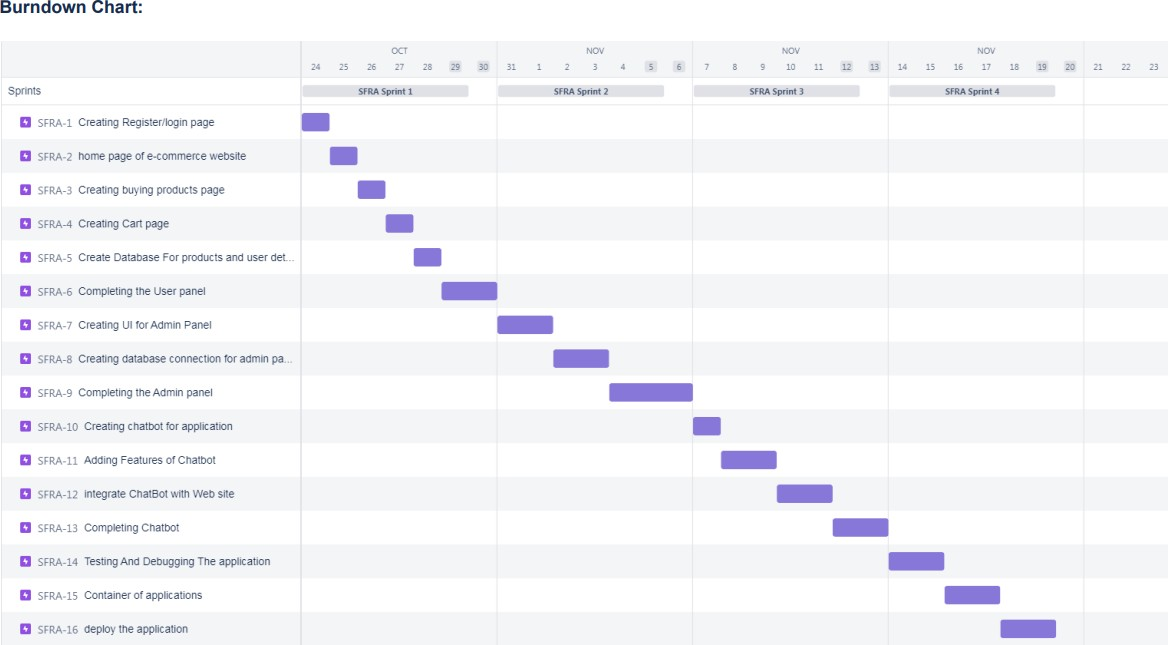 Burndown Chart:
OCT NOV NOV NOV
24 25 26 27 28 29 30 31 1 2 3 4 5 6 7 8 9 10 11 12 13 14 15 16 17 18 19 20 21 22 23
Sprints SFRA Sprint 1 SFRA Sprint 2 SFRA Sprint 3 SFRA Sprint 4
SFRA-1 Creating Register/login page
SFRA-2 home page of e-commerce website
SFRA-3 Creating buying products page
SFRA-4 Creating Cart page
SFRA-5 Create Database For products and user det...
SFRA-6 Completing the User panel
SFRA-7 Creating UI for Admin Panel
SFRA-8 Creating database connection for admin pa...
SFRA-9 Completing the Admin panel
SFRA-10 Creating chatbot for application
SFRA-11 Adding Features of Chatbot
SFRA-12 integrate ChatBot with Web site
SFRA-13 Completing Chatbot
SFRA-14 Testing And Debugging The application
SFRA-15 Container of applications
SFRA-16 deploy the application